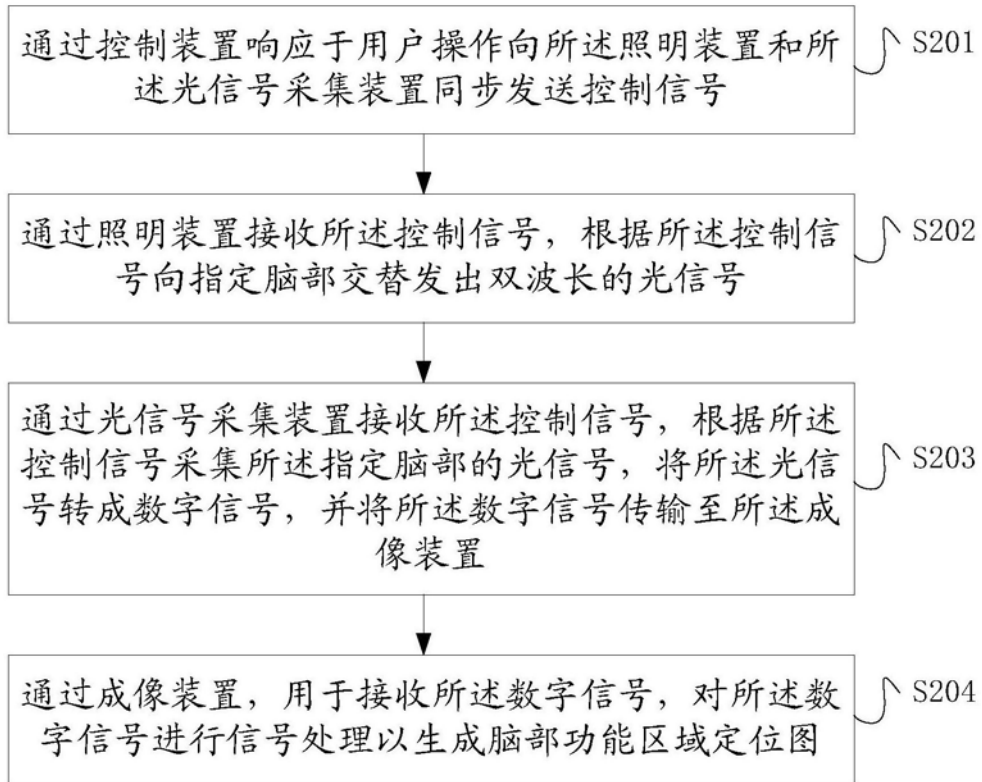 通过控制装置响应于用户操作向所述照明装置和所
述光信号采集装置同步发送控制信号
S201
通过照明装置接收所述控制信号，根据所述控制信
号向指定脑部交替发出双波长的光信号
S202
通过光信号采集装置接收所述控制信号，根据所述
控制信号采集所述指定脑部的光信号，将所述光信
号转成数字信号，并将所述数字信号传输至所述成
像装置
S203
通过成像装置，用于接收所述数字信号，对所述数
字信号进行信号处理以生成脑部功能区域定位图
S204